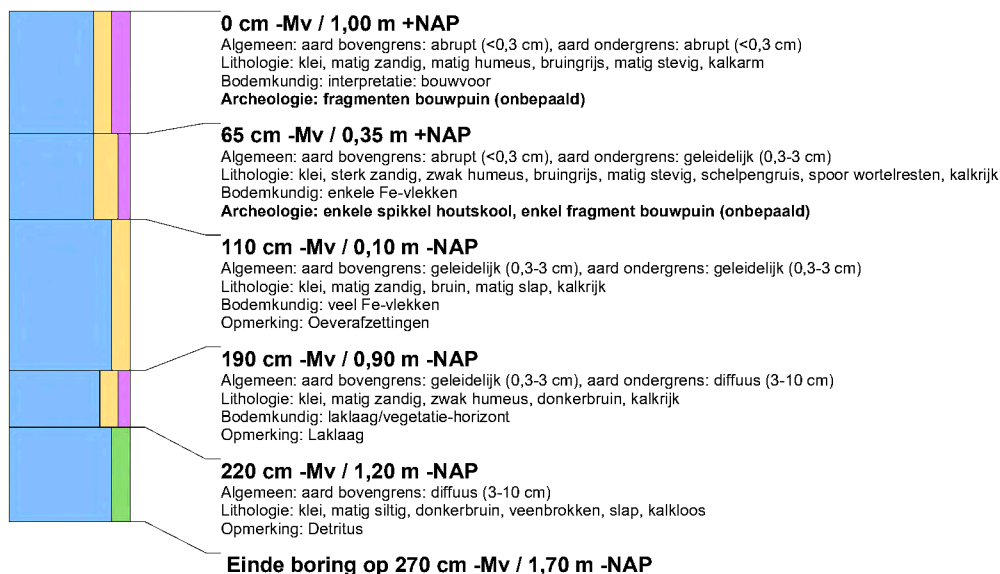 0 cm -Mv / 1,00 m +NAP
Algemeen: aard bovengrens: abrupt (<0,3 cm), aard ondergrens: abrupt (<0,3 cm)
Lithologie: klei, matig zandig, matig humeus, bruingrijs, matig stevig, kalkarm
Bodemkundig: interpretatie: bouwvoor
Archeologie: fragmenten bouwpuin (onbepaald)
65 cm -Mv / 0,35 m +NAP
Algemeen: aard bovengrens: abrupt (<0,3 cm), aard ondergrens: geleidelijk (0,3-3 cm)
Lithologie: klei, sterk zandig, zwak humeus, bruingrijs, matig stevig, schelpengruis, spoor wortelresten, kalkrijk
Bodemkundig: enkele Fe-vlekken
Archeologie: enkele spikkel houtskool, enkel fragment bouwpuin (onbepaald)
110 cm -Mv / 0,10 m -NAP
Algemeen: aard bovengrens: geleidelijk (0,3-3 cm), aard ondergrens: geleidelijk (0,3-3 cm)
Lithologie: klei, matig zandig, bruin, matig slap, kalkrijk
Bodemkundig: veel Fe-vlekken
Opmerking: Oeverafzettingen
190 cm -Mv / 0,90 m -NAP
Algemeen: aard bovengrens: geleidelijk (0,3-3 cm), aard ondergrens: diffuus (3-10 cm)
Lithologie: klei, matig zandig, zwak humeus, donkerbruin, kalkrijk
Bodemkundig: laklaag/vegetatie-horizont
Opmerking: Laklaag
220 cm -Mv / 1,20 m -NAP
Algemeen: aard bovengrens: diffuus (3-10 cm)
Lithologie: klei, matig siltig, donkerbruin, veenbrokken, slap, kalkloos
Opmerking: Detritus
Einde boring op 270 cm -Mv / 1,70 m -NAP